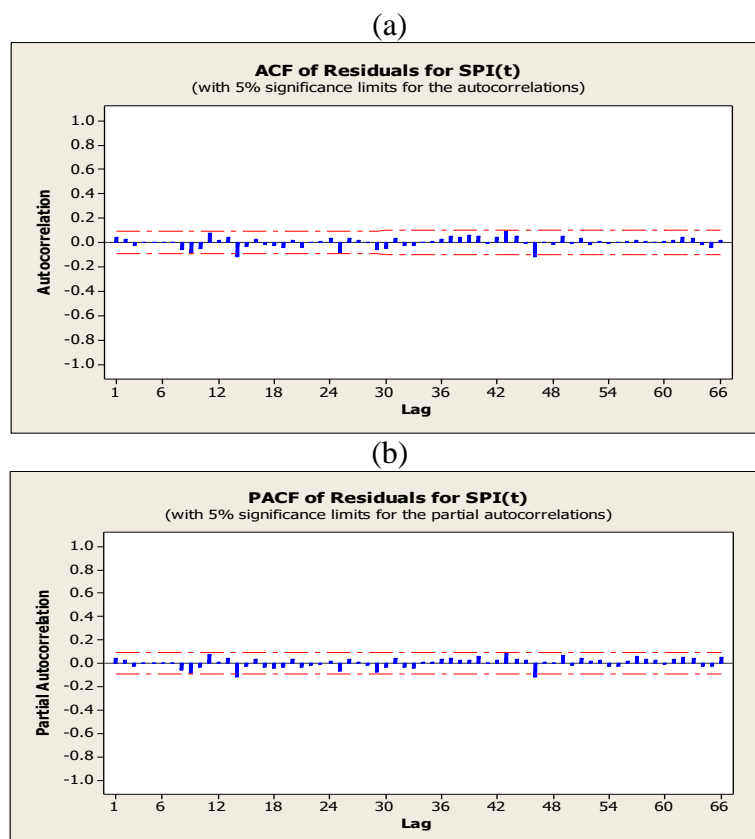 (a)
ACF of Residuals for SPI(t)
(with 5% significance limits for the autocorrelations)
Autocorrelation
1.0
0.8
0.6
0.4
0.2
0.0
-0.2
-0.4
-0.6
-0.8
-1.0
1 6 12 18 24 30 36 42 48 54 60 66
Lag
(b)
PACF of Residuals for SPI(t)
(with 5% significance limits for the partial autocorrelations)
Partial Autocorrelation
1.0
0.8
0.6
0.4
0.2
0.0
-0.2
-0.4
-0.6
-0.8
-1.0
1 6 12 18 24 30 36 42 48 54 60 66
Lag